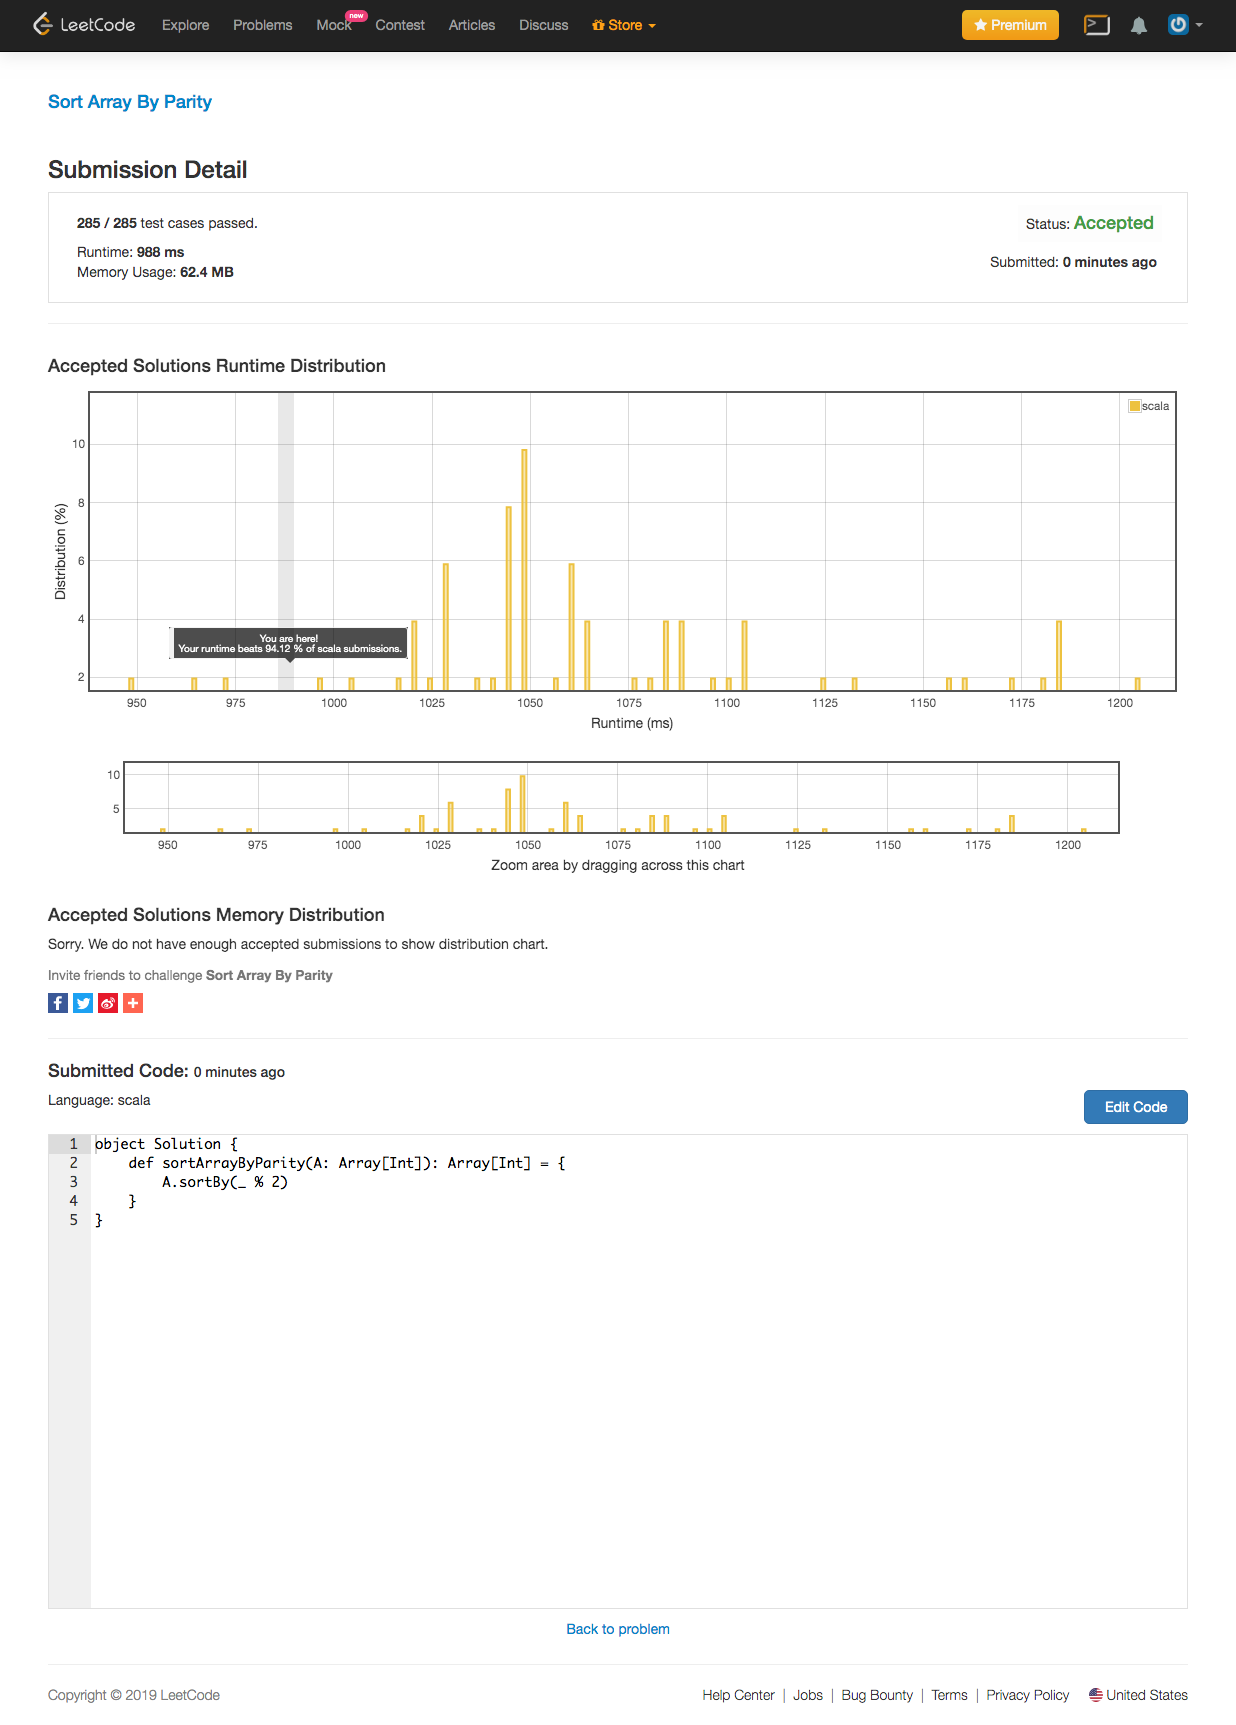 LeetCode Explore Problems Mock new Contest Articles Discuss Store Premium
Sort Array By Parity
Submission Detail
285 / 285 test cases passed.
Status: Accepted
Runtime: 988 ms
Submitted: 0 minutes ago
Memory Usage: 62.4 MB
Accepted Solutions Runtime Distribution
scala
10
8
6
4
2
Distribution (%)
You are here!
Your runtime beats 94.12 % of scala submissions.
950 975 1000 1025 1050 1075 1100 1125 1150 1175 1200
Runtime (ms)
10
5
950 975 1000 1025 1050 1075 1100 1125 1150 1175 1200
Zoom area by dragging across this chart
Accepted Solutions Memory Distribution
Sorry. We do not have enough accepted submissions to show distribution chart.
Invite friends to challenge Sort Array By Parity
Submitted Code: 0 minutes ago
Language: scala
Edit Code
1 object Solution {
2 def sortArrayByParity(A: Array[Int]): Array[Int] = {
3 A.sortBy(_ % 2)
4 }
5 }
Back to problem
Copyright © 2019 LeetCode
Help Center | Jobs | Bug Bounty | Terms | Privacy Policy United States